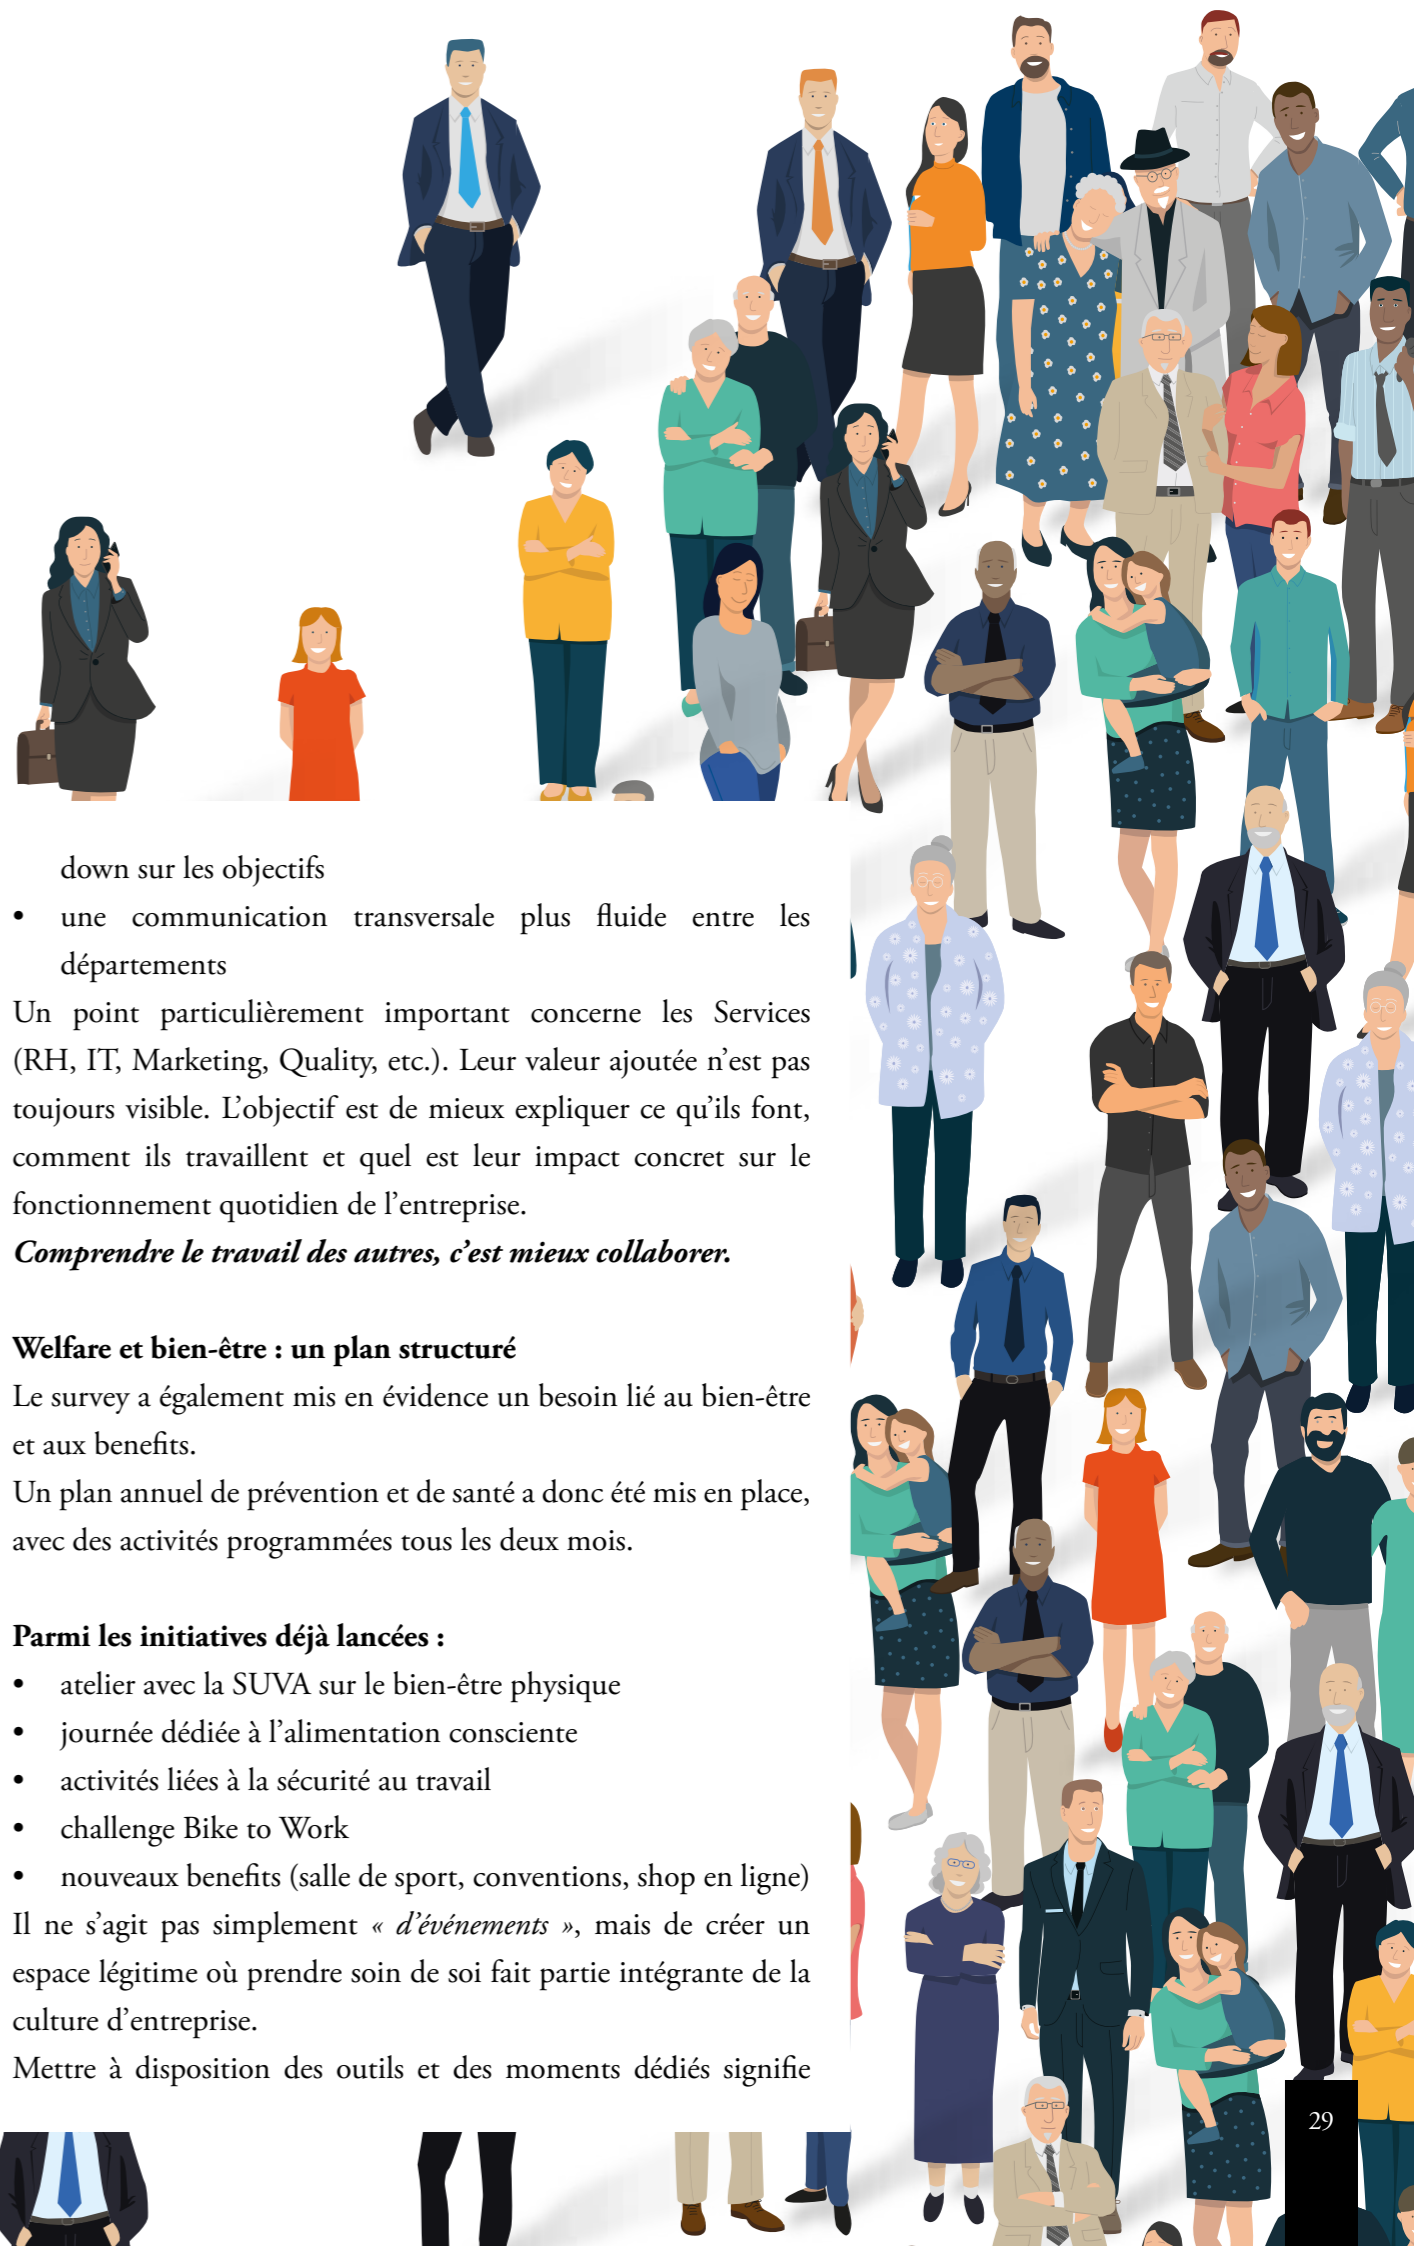 down sur les objectifs
• une communication transversale plus fluide entre les
départements
Un point particulièrement important concerne les Services
(RH, IT, Marketing, Quality, etc.). Leur valeur ajoutée n’est pas
toujours visible. L’objectif est de mieux expliquer ce qu’ils font,
comment ils travaillent et quel est leur impact concret sur le
fonctionnement quotidien de l’entreprise.
Comprendre le travail des autres, c’est mieux collaborer.
Welfare et bien-être : un plan structuré
Le survey a également mis en évidence un besoin lié au bien-être
et aux benefits.
Un plan annuel de prévention et de santé a donc été mis en place,
avec des activités programmées tous les deux mois.
Parmi les initiatives déjà lancées :
• atelier avec la SUVA sur le bien-être physique
• journée dédiée à l’alimentation consciente
• activités liées à la sécurité au travail
• challenge Bike to Work
• nouveaux benefits (salle de sport, conventions, shop en ligne)
Il ne s’agit pas simplement « d’événements », mais de créer un
espace légitime où prendre soin de soi fait partie intégrante de la
culture d’entreprise.
Mettre à disposition des outils et des moments dédiés signifie
29